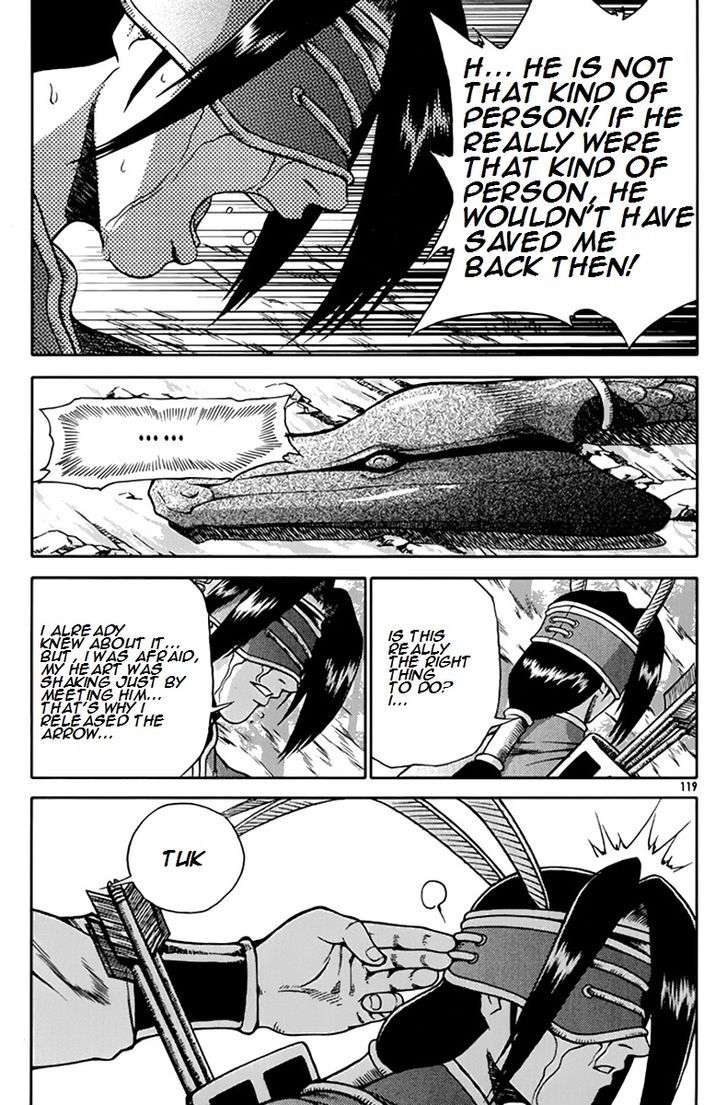 H... HE IS NOT
THAT KIND OF
PERSON! IF HE
REALLY WERE
THAT KIND OF
PERSON, HE
WOULDN'T HAVE
SAVED ME
BACK THEN!
......
I ALREADY
KNEW ABOUT IT...
BUT, I WAS AFRAID,
MY HEART WAS
SHAKING JUST BY
MEETING HIM...
THAT'S WHY I
RELEASED THE
ARROW...
IS THIS
REALLY
THE RIGHT
THING
TO DO?
I...
119
TUK